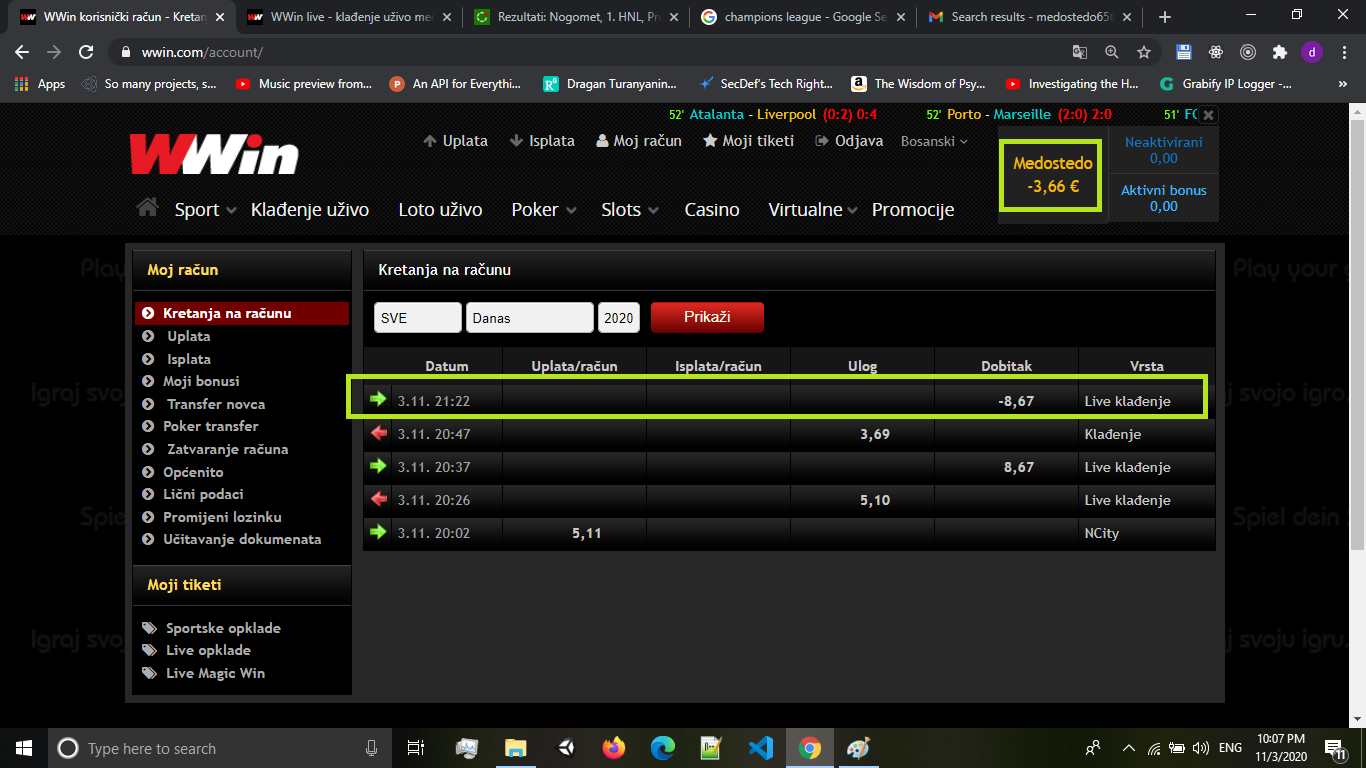 WWin korisnički račun - Kretan
WWin live - klađenje uživo me
Rezultati: Nogomet, 1. HNL, Pr
champions league - Google Se
Search results - medostedo656
wwin.com/account/
d
Apps
So many projects, s...
Music preview from...
An API for Everythi...
Dragan Turanyanin...
SecDef's Tech Right...
The Wisdom of Psy...
Investigating the H...
Grabify IP Logger -...
52' Atalanta - Liverpool (0:2) 0:4
52' Porto - Marseille (2:0) 2:0
51' FC
WWin
Uplata
Isplata
Moj račun
Moji tiketi
Odjava
Bosanski
Medostedo
-3,66 €
Neaktivirani
0,00
Aktivni bonus
0,00
Sport
Klađenje uživo
Loto uživo
Poker
Slots
Casino
Virtualne
Promocije
Moj račun
Kretanja na računu
Uplata
Isplata
Moji bonusi
Transfer novca
Poker transfer
Zatvaranje računa
Općenito
Lični podaci
Promijeni lozinku
Učitavanje dokumenata
Moji tiketi
Sportske opklade
Live opklade
Live Magic Win
Kretanja na računu
SVE Danas 2020 Prikaži
Datum Uplata/račun Isplata/račun Ulog Dobitak Vrsta
3.11. 21:22 -8,67 Live klađenje
3.11. 20:47 3,69 Klađenje
3.11. 20:37 8,67 Live klađenje
3.11. 20:26 5,10 Live klađenje
3.11. 20:02 5,11 NCity
Play
Igraj svoj
Spiel
Igraj svoj
Play your
svojo igro.
Spiel dein
svoju igru.
Type here to search
ENG
10:07 PM
11/3/2020
11